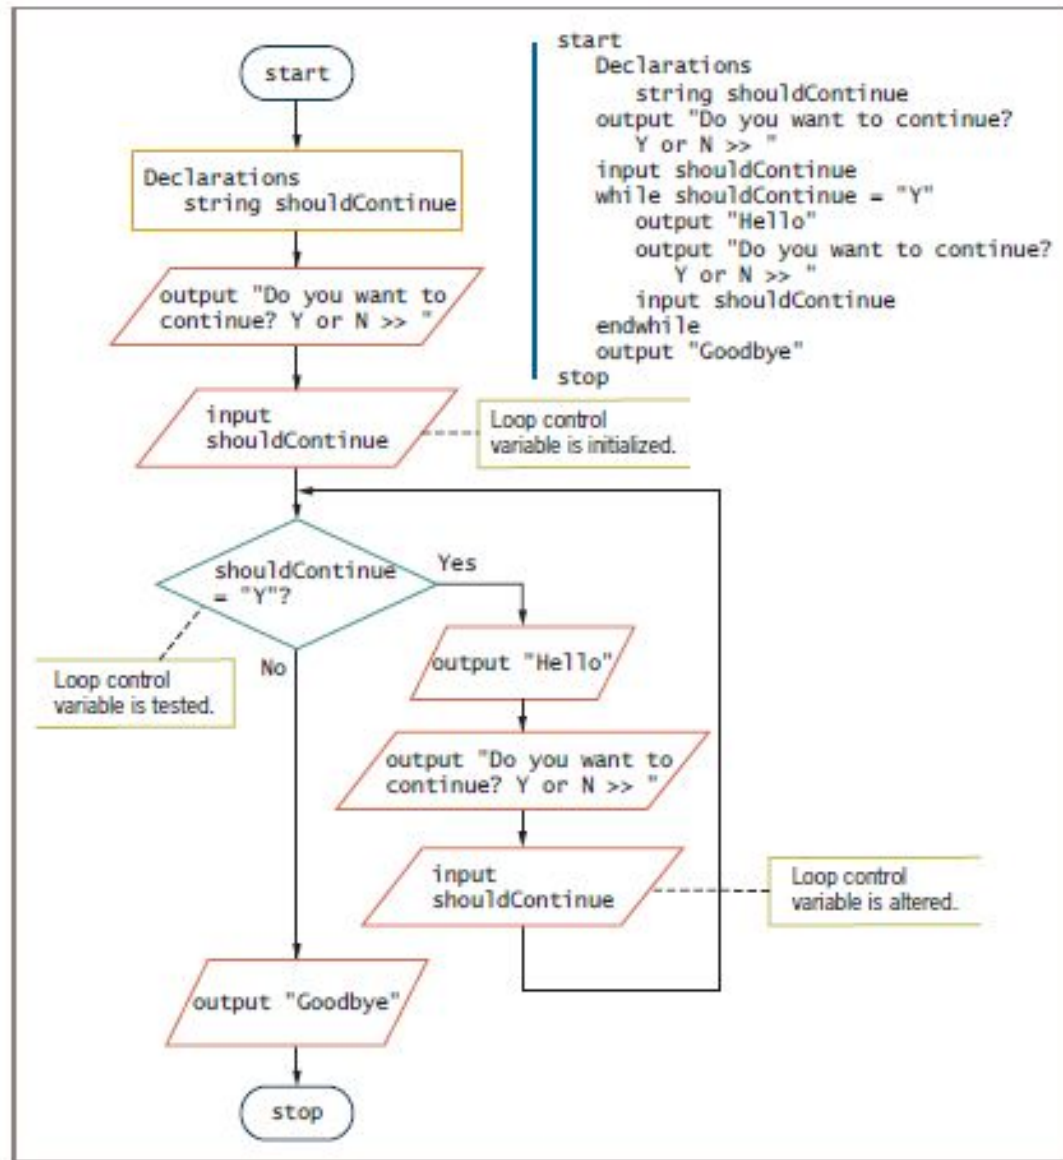 start
Declarations
string shouldContinue
output "Do you want to
continue? Y or N >> "
input
shouldContinue
Loop control
variable is initialized.
shouldContinue
= "Y"?
Yes
No
Loop control
variable is tested.
output "Hello"
output "Do you want to
continue? Y or N >> "
input
shouldContinue
Loop control
variable is altered.
output "Goodbye"
stop
start
Declarations
string shouldContinue
output "Do you want to continue?
Y or N >> "
input shouldContinue
while shouldContinue = "Y"
output "Hello"
output "Do you want to continue?
Y or N >> "
input shouldContinue
endwhile
output "Goodbye"
stop